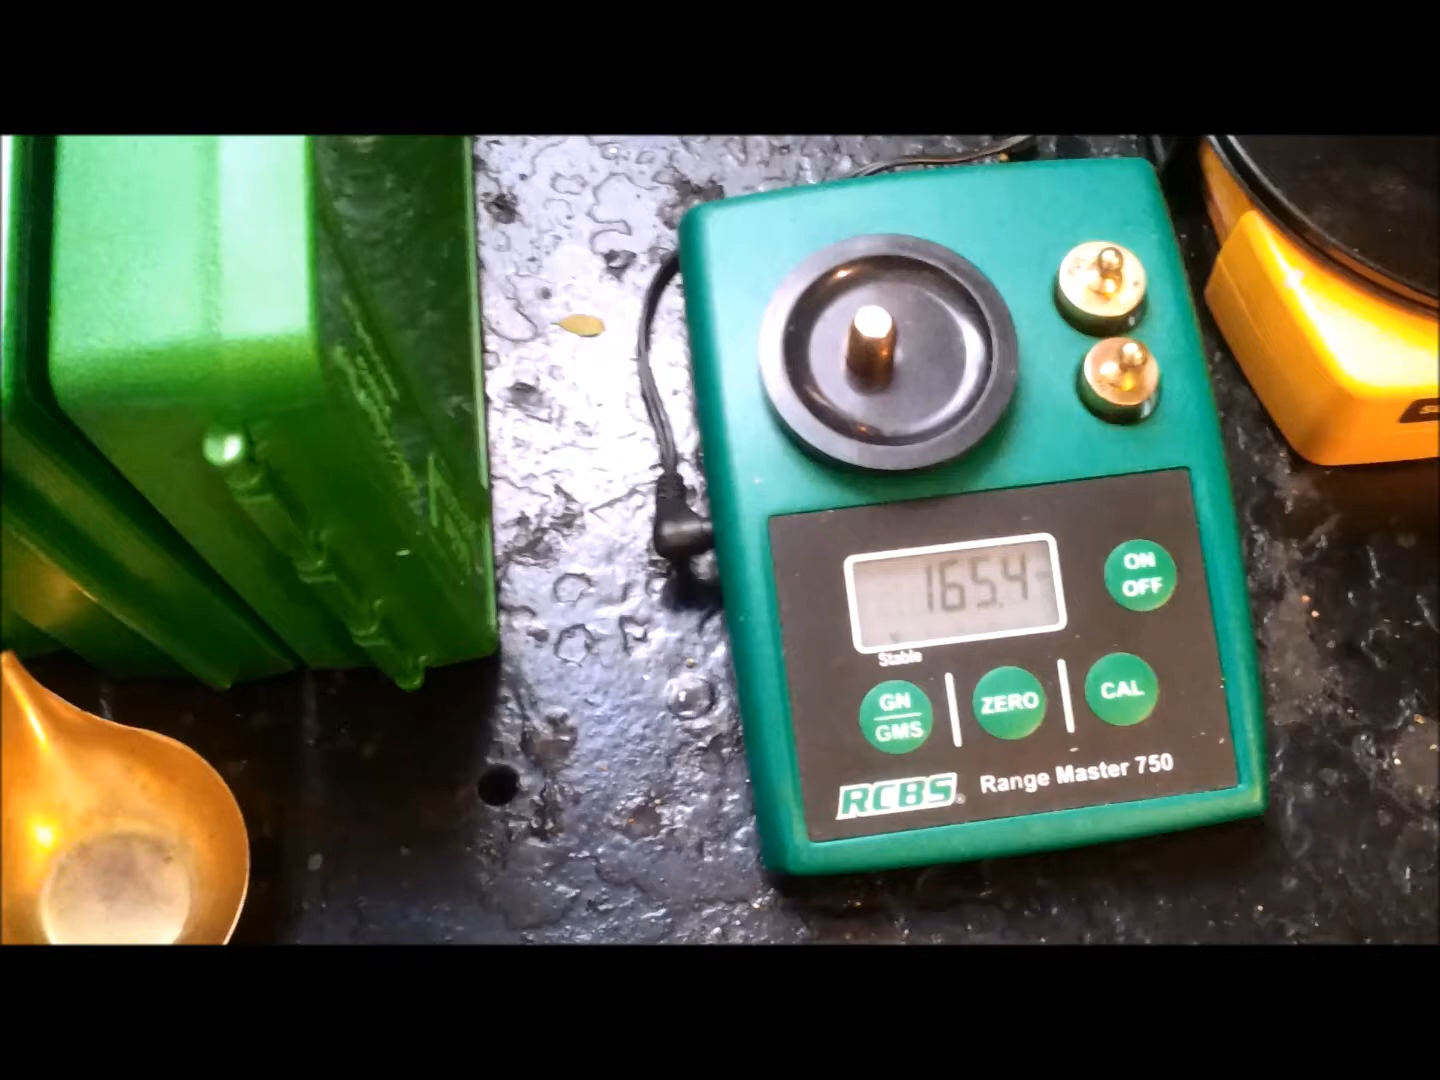 165.4
ON
OFF
Stable
GN
GMS
ZERO
CAL
RCBS
Range Master 750